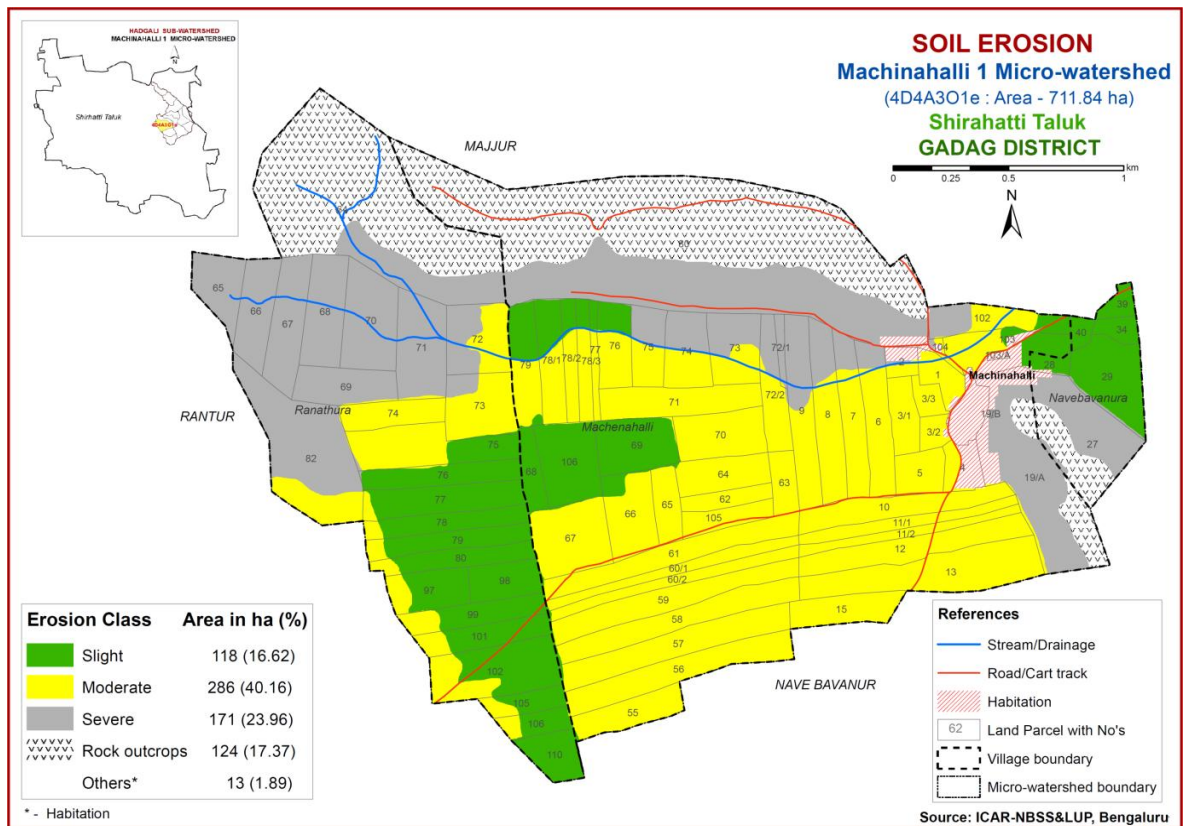 HADGALI SUB-WATERSHED
MACHINAHALLI 1 MICRO-WATERSHED
N
Shirhatti Taluk
4D4A3O1e
SOIL EROSION
Machinahalli 1 Micro-watershed
(4D4A3O1e : Area - 711.84 ha)
Shirahatti Taluk
GADAG DISTRICT
km
0 0.25 0.5 1
N
MAJJUR
RANTUR
NAVE BAVANUR
Ranathura
Machenahalli
Machinahalli
Navebavanura
64
80
65
66
67
68
70
71
72
69
74
73
82
75
76
77
78
79
80
97
98
99
101
102
105
106
110
79
78/1
78/2
77
78/3
76
75
74
73
72/1
72/2
71
70
68
106
69
64
62
63
65
66
67
105
61
60/1
60/2
59
58
57
56
55
9
8
7
6
2
1
3/3
3/1
3/2
5
4
10
11/1
11/2
12
13
15
102
104
103
103/A
19/B
19/A
40
39
34
28
29
27
Erosion Class Area in ha (%)
Slight 118 (16.62)
Moderate 286 (40.16)
Severe 171 (23.96)
Rock outcrops 124 (17.37)
Others* 13 (1.89)
* - Habitation
References
Stream/Drainage
Road/Cart track
Habitation
62 Land Parcel with No's
Village boundary
Micro-watershed boundary
Source: ICAR-NBSS&LUP, Bengaluru